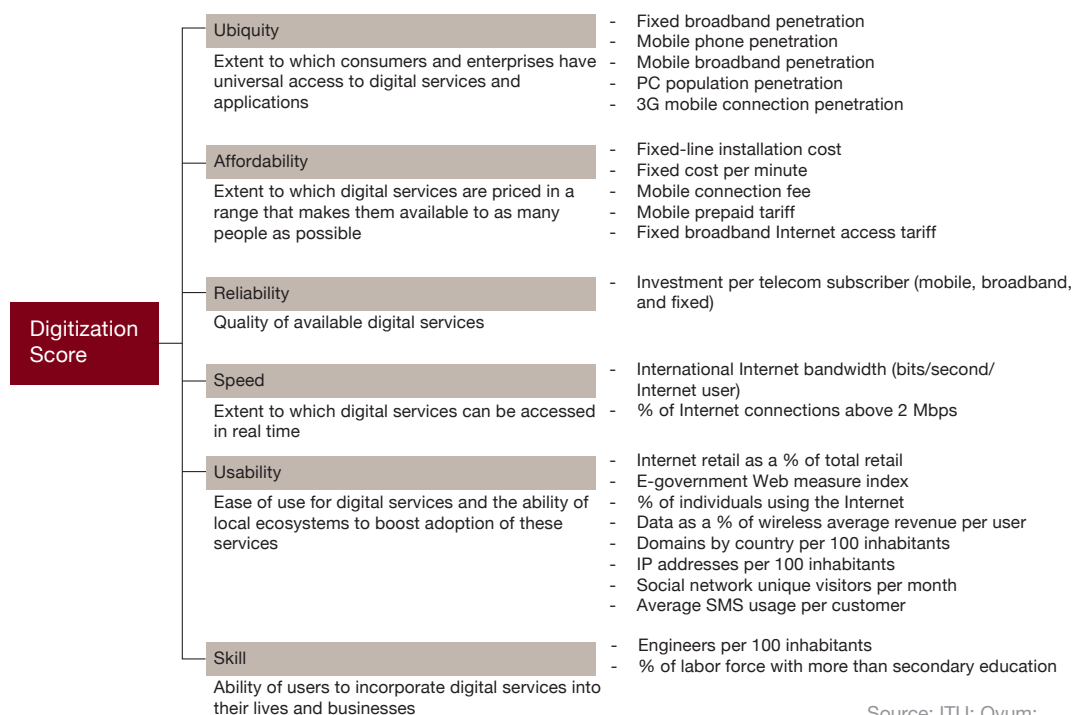 Digitization
Score
Ubiquity
Extent to which consumers and enterprises have
universal access to digital services and
applications
- Fixed broadband penetration
- Mobile phone penetration
- Mobile broadband penetration
- PC population penetration
- 3G mobile connection penetration
Affordability
Extent to which digital services are priced in a
range that makes them available to as many
people as possible
- Fixed-line installation cost
- Fixed cost per minute
- Mobile connection fee
- Mobile prepaid tariff
- Fixed broadband Internet access tariff
Reliability
Quality of available digital services
- Investment per telecom subscriber (mobile, broadband,
and fixed)
Speed
Extent to which digital services can be accessed
in real time
- International Internet bandwidth (bits/second/
Internet user)
- % of Internet connections above 2 Mbps
Usability
Ease of use for digital services and the ability of
local ecosystems to boost adoption of these
services
- Internet retail as a % of total retail
- E-government Web measure index
- % of individuals using the Internet
- Data as a % of wireless average revenue per user
- Domains by country per 100 inhabitants
- IP addresses per 100 inhabitants
- Social network unique visitors per month
- Average SMS usage per customer
Skill
Ability of users to incorporate digital services into
their lives and businesses
- Engineers per 100 inhabitants
- % of labor force with more than secondary education
Source: ITU; Ovum;